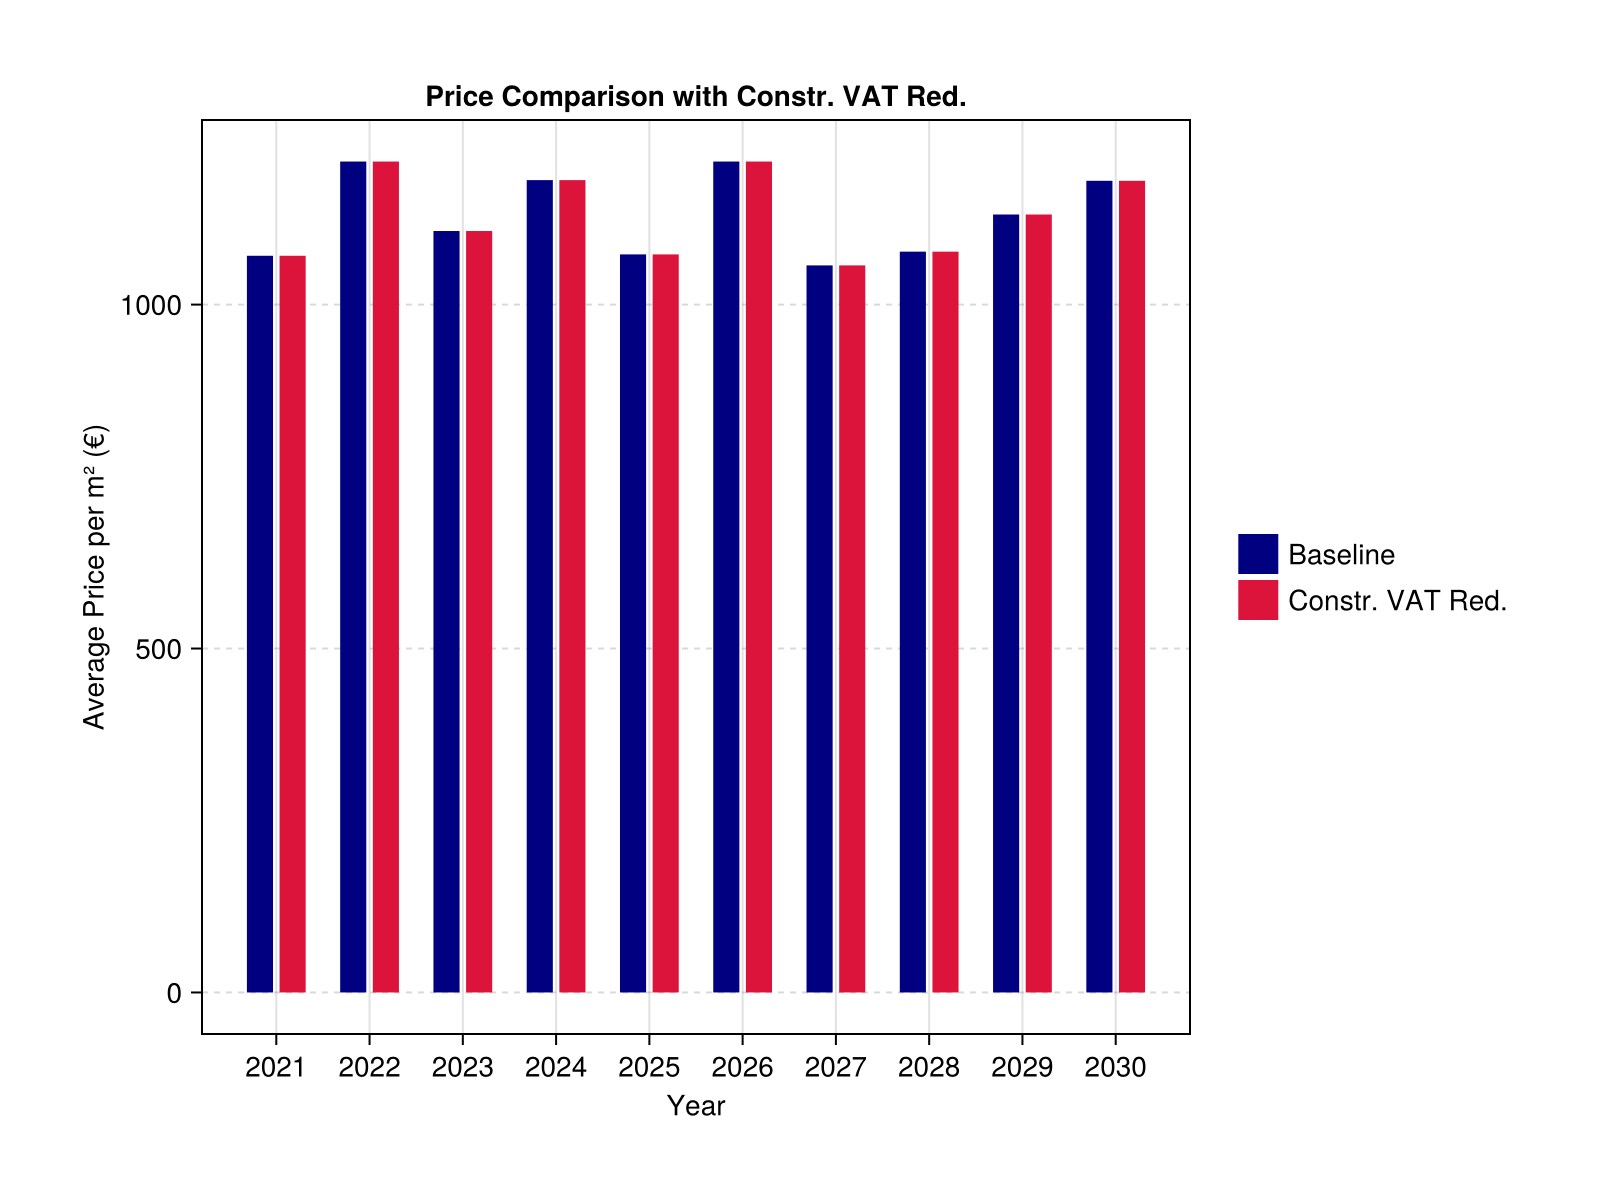 Price Comparison with Constr. VAT Red.
Average Price per m² (€)
1000
500
0
2021 2022 2023 2024 2025 2026 2027 2028 2029 2030
Year
Baseline
Constr. VAT Red.